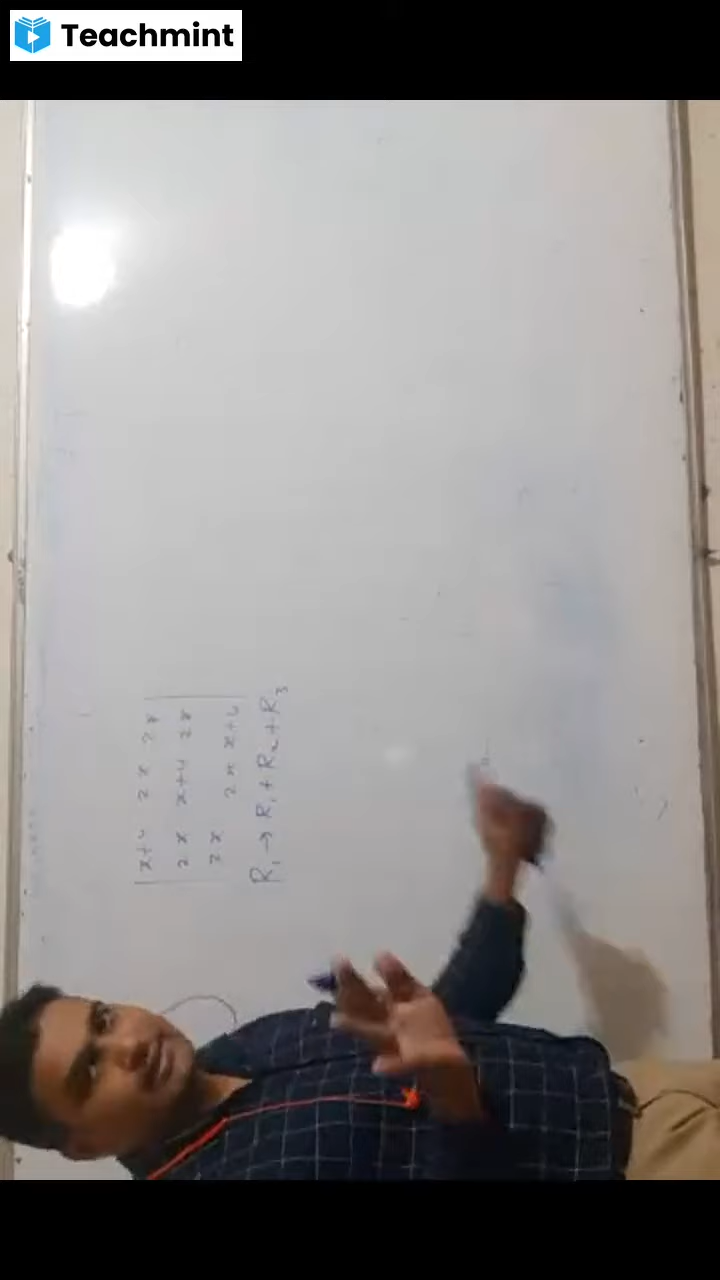 Teachmint
x+4 2x 2x
2x x+4 2x
2x 2x x+4
R₁ → R₁ + R₂ + R₃